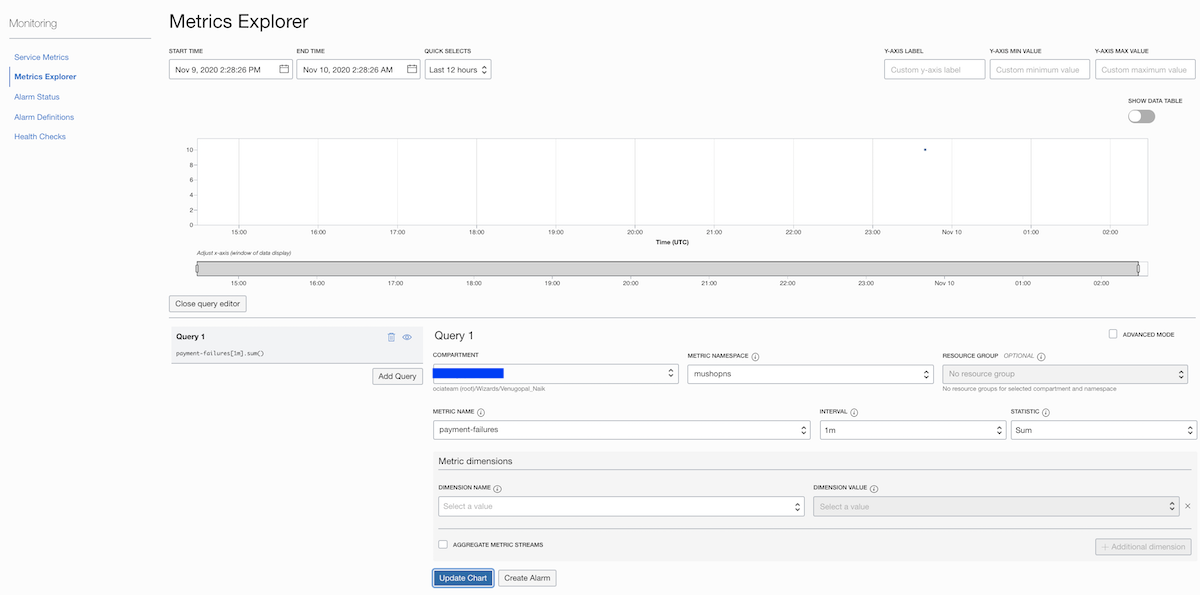 Monitoring
Service Metrics
Metrics Explorer
Alarm Status
Alarm Definitions
Health Checks
Metrics Explorer
START TIME
END TIME
QUICK SELECTS
Y-AXIS LABEL
Y-AXIS MIN VALUE
Y-AXIS MAX VALUE
Nov 9, 2020 2:28:26 PM
Nov 10, 2020 2:28:26 AM
Last 12 hours
Custom y-axis label
Custom minimum value
Custom maximum value
SHOW DATA TABLE
10
8
6
4
2
0
15:00 16:00 17:00 18:00 19:00 20:00 21:00 22:00 23:00 Nov 10 01:00 02:00
Time (UTC)
Adjust x-axis (window of data display)
15:00 16:00 17:00 18:00 19:00 20:00 21:00 22:00 23:00 Nov 10 01:00 02:00
Close query editor
Query 1
payment-failures[1m].sum()
Add Query
Query 1
ADVANCED MODE
COMPARTMENT
METRIC NAMESPACE
RESOURCE GROUP OPTIONAL
mushopns
No resource group
ociateam (root)/Wizards/Venugopal_Naik
No resource groups for selected compartment and namespace
METRIC NAME
INTERVAL
STATISTIC
payment-failures
1m
Sum
Metric dimensions
DIMENSION NAME
DIMENSION VALUE
Select a value
Select a value
×
AGGREGATE METRIC STREAMS
+ Additional dimension
Update Chart
Create Alarm